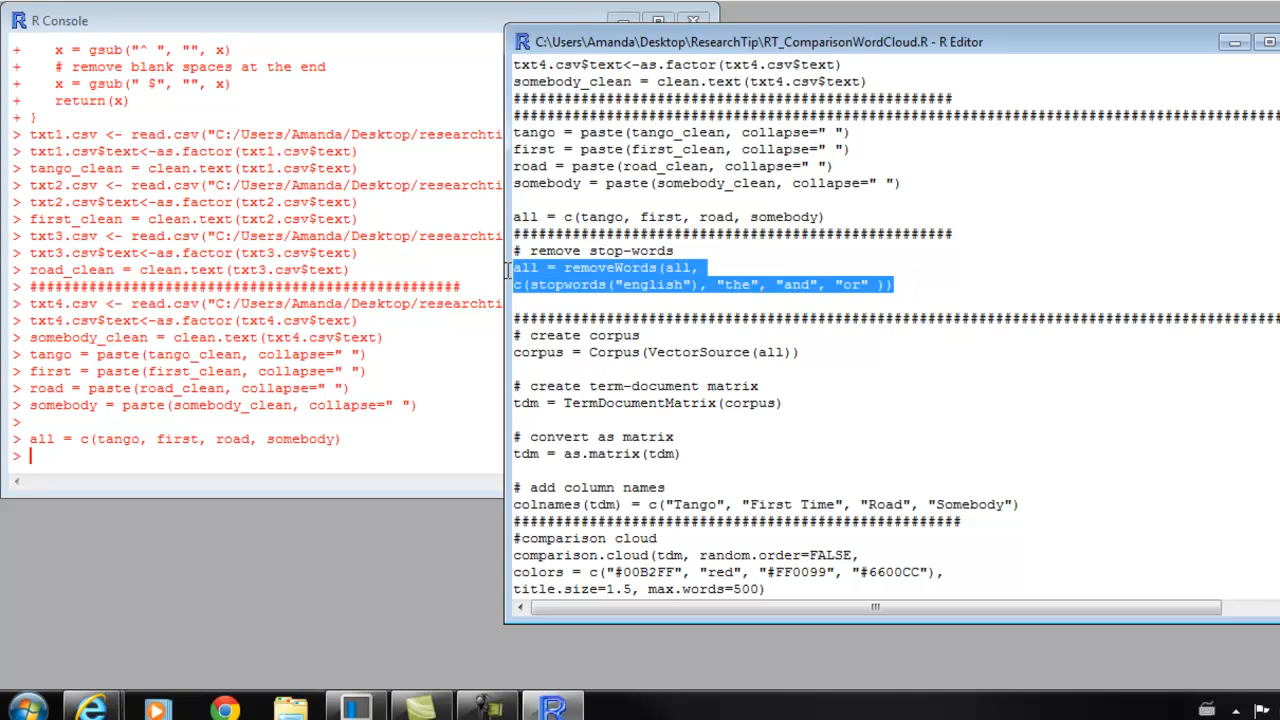 R Console
+     x = gsub("^ ", "", x)
+     # remove blank spaces at the end
+     x = gsub(" $", "", x)
+     return(x)
+ }
> txt1.csv <- read.csv("C:/Users/Amanda/Desktop/researchti
> txt1.csv$text<-as.factor(txt1.csv$text)
> tango_clean = clean.text(txt1.csv$text)
> txt2.csv <- read.csv("C:/Users/Amanda/Desktop/researchti
> txt2.csv$text<-as.factor(txt2.csv$text)
> first_clean = clean.text(txt2.csv$text)
> txt3.csv <- read.csv("C:/Users/Amanda/Desktop/researchti
> txt3.csv$text<-as.factor(txt3.csv$text)
> road_clean = clean.text(txt3.csv$text)
> ###################################################
> txt4.csv <- read.csv("C:/Users/Amanda/Desktop/researchti
> txt4.csv$text<-as.factor(txt4.csv$text)
> somebody_clean = clean.text(txt4.csv$text)
> tango = paste(tango_clean, collapse=" ")
> first = paste(first_clean, collapse=" ")
> road = paste(road_clean, collapse=" ")
> somebody = paste(somebody_clean, collapse=" ")
>
> all = c(tango, first, road, somebody)
>
C:\Users\Amanda\Desktop\ResearchTip\RT_ComparisonWordCloud.R - R Editor
txt4.csv$text<-as.factor(txt4.csv$text)
somebody_clean = clean.text(txt4.csv$text)
####################################################
###########################################################################################
tango = paste(tango_clean, collapse=" ")
first = paste(first_clean, collapse=" ")
road = paste(road_clean, collapse=" ")
somebody = paste(somebody_clean, collapse=" ")
all = c(tango, first, road, somebody)
####################################################
# remove stop-words
all = removeWords(all,
c(stopwords("english"), "the", "and", "or" ))
###########################################################################################
# create corpus
corpus = Corpus(VectorSource(all))
# create term-document matrix
tdm = TermDocumentMatrix(corpus)
# convert as matrix
tdm = as.matrix(tdm)
# add column names
colnames(tdm) = c("Tango", "First Time", "Road", "Somebody")
#####################################################
#comparison cloud
comparison.cloud(tdm, random.order=FALSE,
colors = c("#00B2FF", "red", "#FF0099", "#6600CC"),
title.size=1.5, max.words=500)